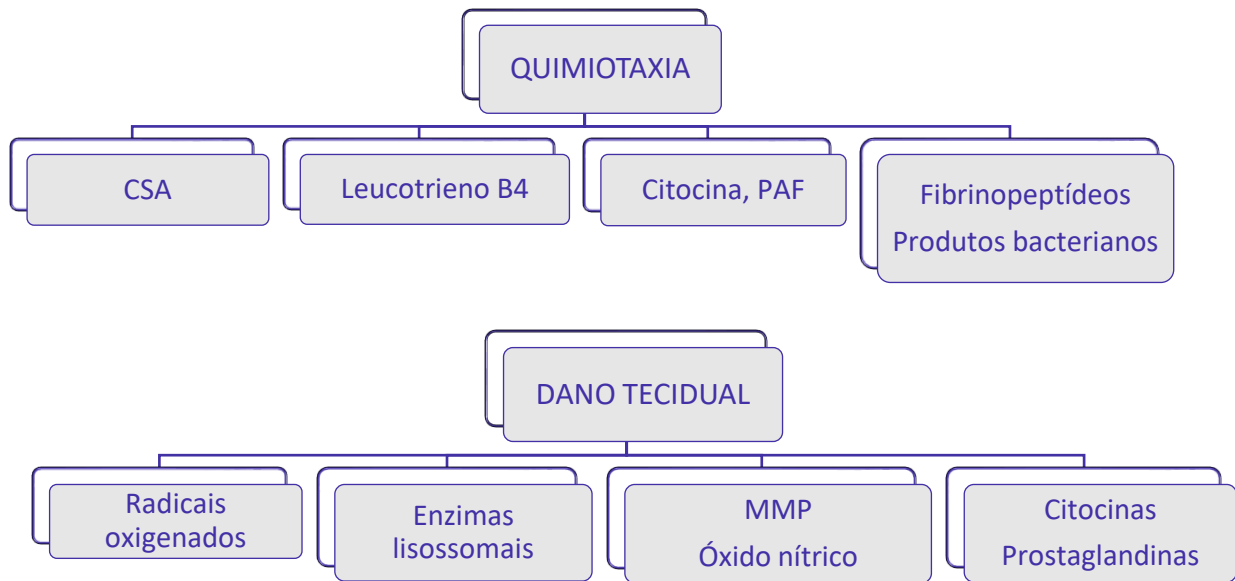 QUIMIOTAXIA
CSA
Leucotrieno B4
Citocina, PAF
Fibrinopeptídeos
Produtos bacterianos
DANO TECIDUAL
Radicais
oxigenados
Enzimas
lisossomais
MMP
Óxido nítrico
Citocinas
Prostaglandinas